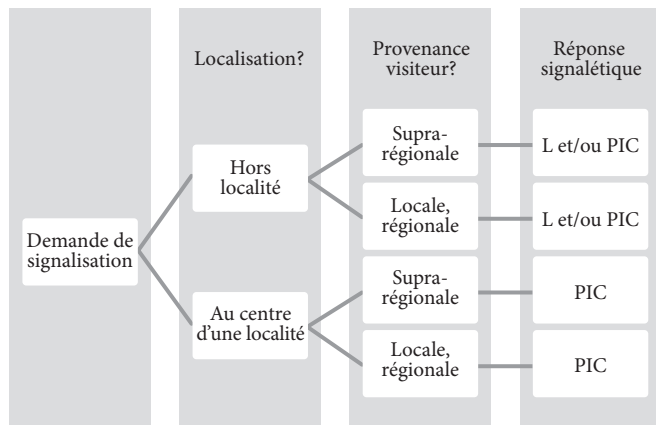 Localisation?
Provenance
visiteur?
Réponse
signalétique
Demande de
signalisation
Hors
localité
Au centre
d'une localité
Supra-
régionale
Locale,
régionale
Supra-
régionale
Locale,
régionale
L et/ou PIC
L et/ou PIC
PIC
PIC